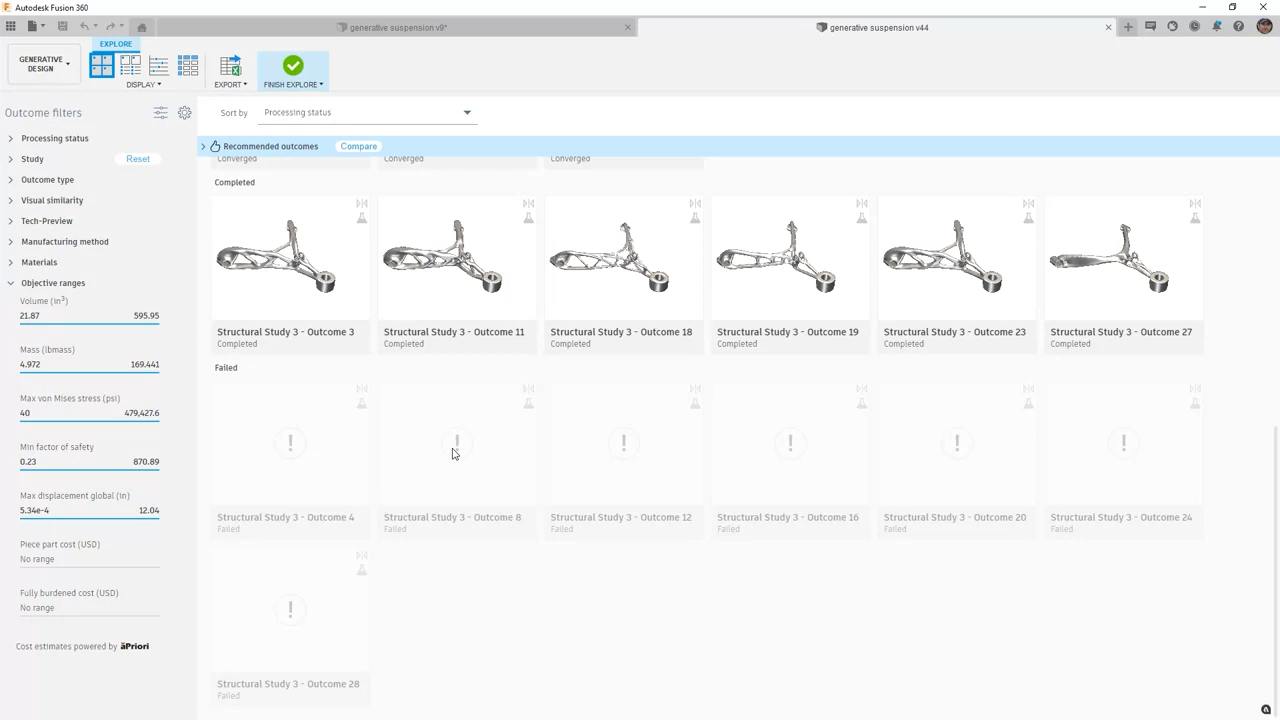 Autodesk Fusion 360
generative suspension v9*
generative suspension v44
EXPLORE
GENERATIVE
DESIGN
DISPLAY
EXPORT
FINISH EXPLORE
Outcome filters
Sort by
Processing status
Processing status
Recommended outcomes
Compare
Study
Reset
Converged
Converged
Converged
Outcome type
Completed
Visual similarity
Tech-Preview
Manufacturing method
Materials
Objective ranges
Volume (in³)
21.87
595.95
Structural Study 3 - Outcome 3
Completed
Structural Study 3 - Outcome 11
Completed
Structural Study 3 - Outcome 18
Completed
Structural Study 3 - Outcome 19
Completed
Structural Study 3 - Outcome 23
Completed
Structural Study 3 - Outcome 27
Completed
Mass (lbmass)
4.972
169.441
Failed
Max von Mises stress (psi)
40
479,427.6
Min factor of safety
0.23
870.89
Max displacement global (in)
5.34e-4
12.04
Structural Study 3 - Outcome 4
Failed
Structural Study 3 - Outcome 8
Failed
Structural Study 3 - Outcome 12
Failed
Structural Study 3 - Outcome 16
Failed
Structural Study 3 - Outcome 20
Failed
Structural Study 3 - Outcome 24
Failed
Piece part cost (USD)
No range
Fully burdened cost (USD)
No range
Cost estimates powered by āPriori
Structural Study 3 - Outcome 28
Failed